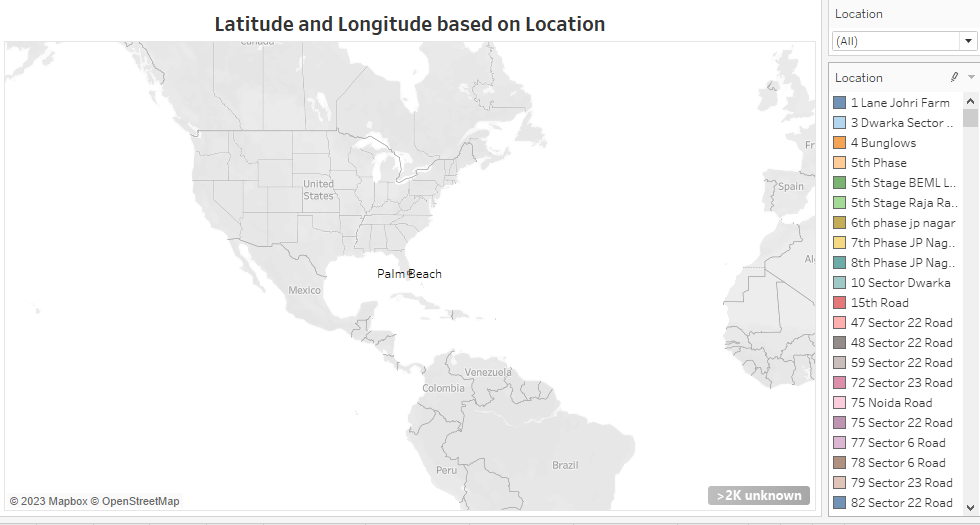 Latitude and Longitude based on Location
Canada
United
States
Palm Beach
Mexico
Venezuela
Colombia
Peru
Brazil
Spain
Fr
Al
© 2023 Mapbox © OpenStreetMap
>2K unknown
Location
(All)
Location
1 Lane Johri Farm
3 Dwarka Sector ..
4 Bunglows
5th Phase
5th Stage BEML L..
5th Stage Raja Ra..
6th phase jp nagar
7th Phase JP Nag..
8th Phase JP Nag..
10 Sector Dwarka
15th Road
47 Sector 22 Road
48 Sector 22 Road
59 Sector 22 Road
72 Sector 23 Road
75 Noida Road
75 Sector 22 Road
77 Sector 6 Road
78 Sector 6 Road
79 Sector 23 Road
82 Sector 22 Road